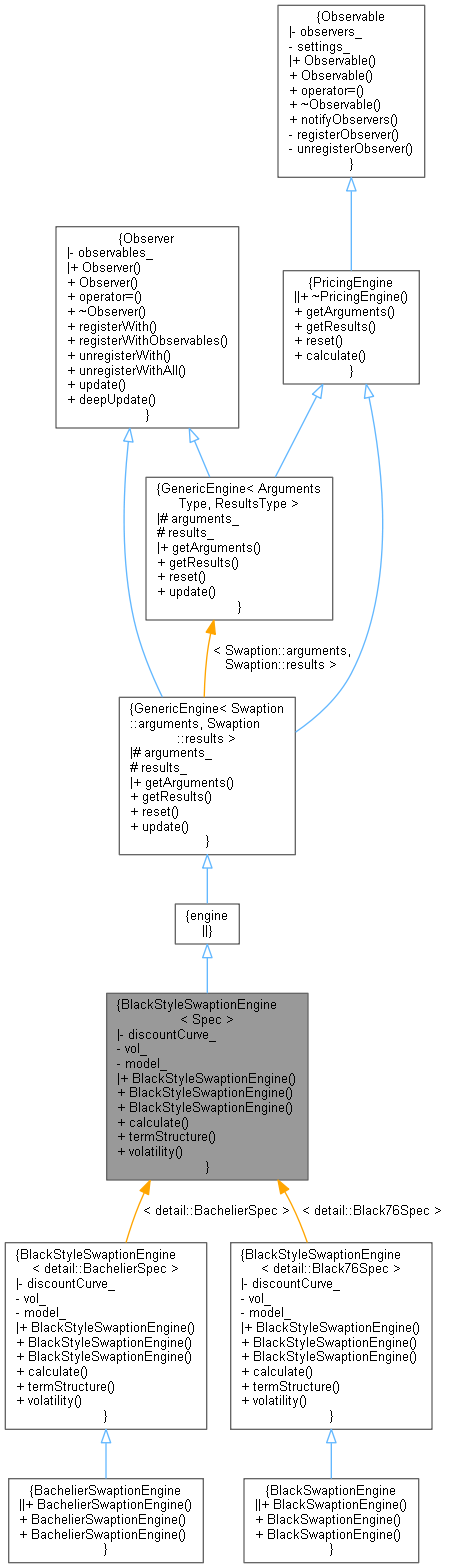 {Observable
|- observers_
- settings_
|+ Observable()
+ Observable()
+ operator=()
+ ~Observable()
+ notifyObservers()
- registerObserver()
- unregisterObserver()
}
{Observer
|- observables_
|+ Observer()
+ Observer()
+ operator=()
+ ~Observer()
+ registerWith()
+ registerWithObservables()
+ unregisterWith()
+ unregisterWithAll()
+ update()
+ deepUpdate()
}
{PricingEngine
||+ ~PricingEngine()
+ getArguments()
+ getResults()
+ reset()
+ calculate()
}
{GenericEngine< Arguments
Type, ResultsType >
|# arguments_
# results_
|+ getArguments()
+ getResults()
+ reset()
+ update()
}
< Swaption::arguments,
Swaption::results >
{GenericEngine< Swaption
::arguments, Swaption
::results >
|# arguments_
# results_
|+ getArguments()
+ getResults()
+ reset()
+ update()
}
{engine
||}
{BlackStyleSwaptionEngine
< Spec >
|- discountCurve_
- vol_
- model_
|+ BlackStyleSwaptionEngine()
+ BlackStyleSwaptionEngine()
+ BlackStyleSwaptionEngine()
+ calculate()
+ termStructure()
+ volatility()
}
< detail::BachelierSpec >
< detail::Black76Spec >
{BlackStyleSwaptionEngine
< detail::BachelierSpec >
|- discountCurve_
- vol_
- model_
|+ BlackStyleSwaptionEngine()
+ BlackStyleSwaptionEngine()
+ BlackStyleSwaptionEngine()
+ calculate()
+ termStructure()
+ volatility()
}
{BlackStyleSwaptionEngine
< detail::Black76Spec >
|- discountCurve_
- vol_
- model_
|+ BlackStyleSwaptionEngine()
+ BlackStyleSwaptionEngine()
+ BlackStyleSwaptionEngine()
+ calculate()
+ termStructure()
+ volatility()
}
{BachelierSwaptionEngine
||+ BachelierSwaptionEngine()
+ BachelierSwaptionEngine()
+ BachelierSwaptionEngine()
}
{BlackSwaptionEngine
||+ BlackSwaptionEngine()
+ BlackSwaptionEngine()
+ BlackSwaptionEngine()
}